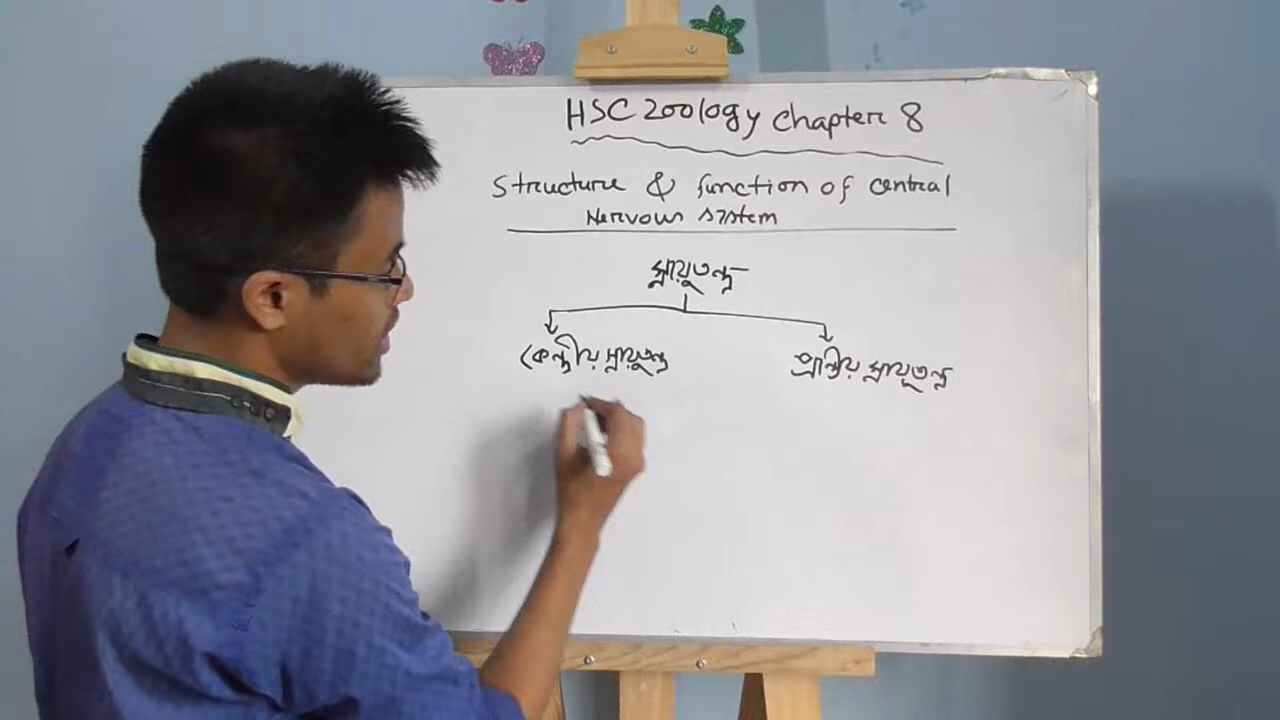 HSC Zoology Chapter 8
Structure & function of central
Nervous system
স্নায়ুতন্ত্র
কেন্দ্রীয় স্নায়ুতন্ত্র
প্রান্তীয় স্নায়ুতন্ত্র